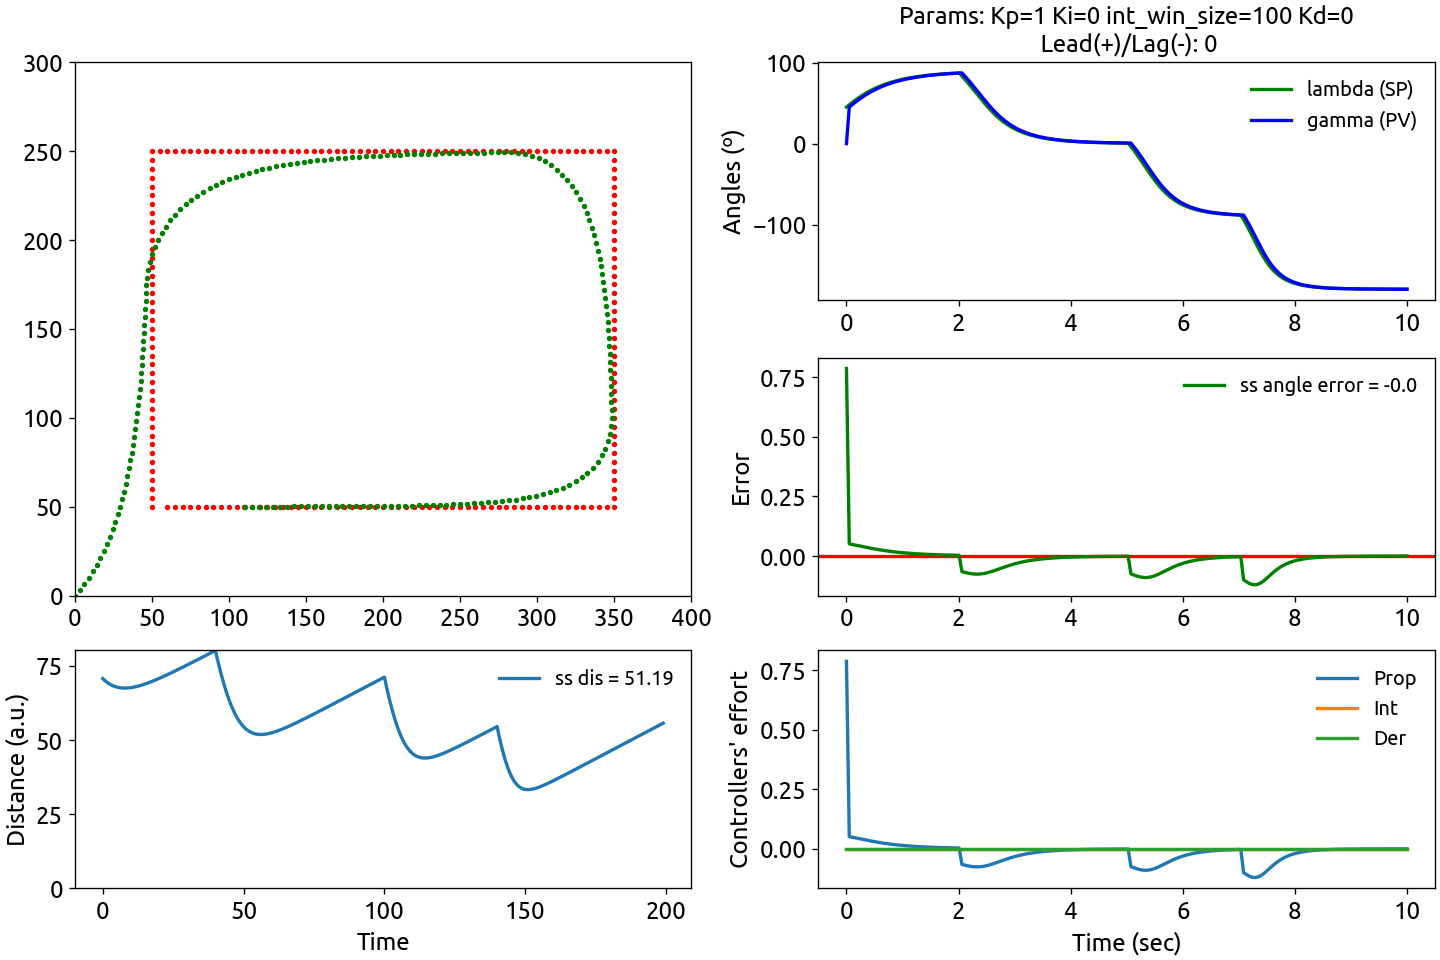 Params: Kp=1 Ki=0 int_win_size=100 Kd=0
Lead(+)/Lag(-): 0
300
250
200
150
100
50
0
0 50 100 150 200 250 300 350 400
100
0
−100
Angles (º)
lambda (SP)
gamma (PV)
0 2 4 6 8 10
0.75
0.50
0.25
0.00
Error
ss angle error = -0.0
0 2 4 6 8 10
75
50
25
0
Distance (a.u.)
ss dis = 51.19
0 50 100 150 200
Time
0.75
0.50
0.25
0.00
Controllers' effort
Prop
Int
Der
0 2 4 6 8 10
Time (sec)